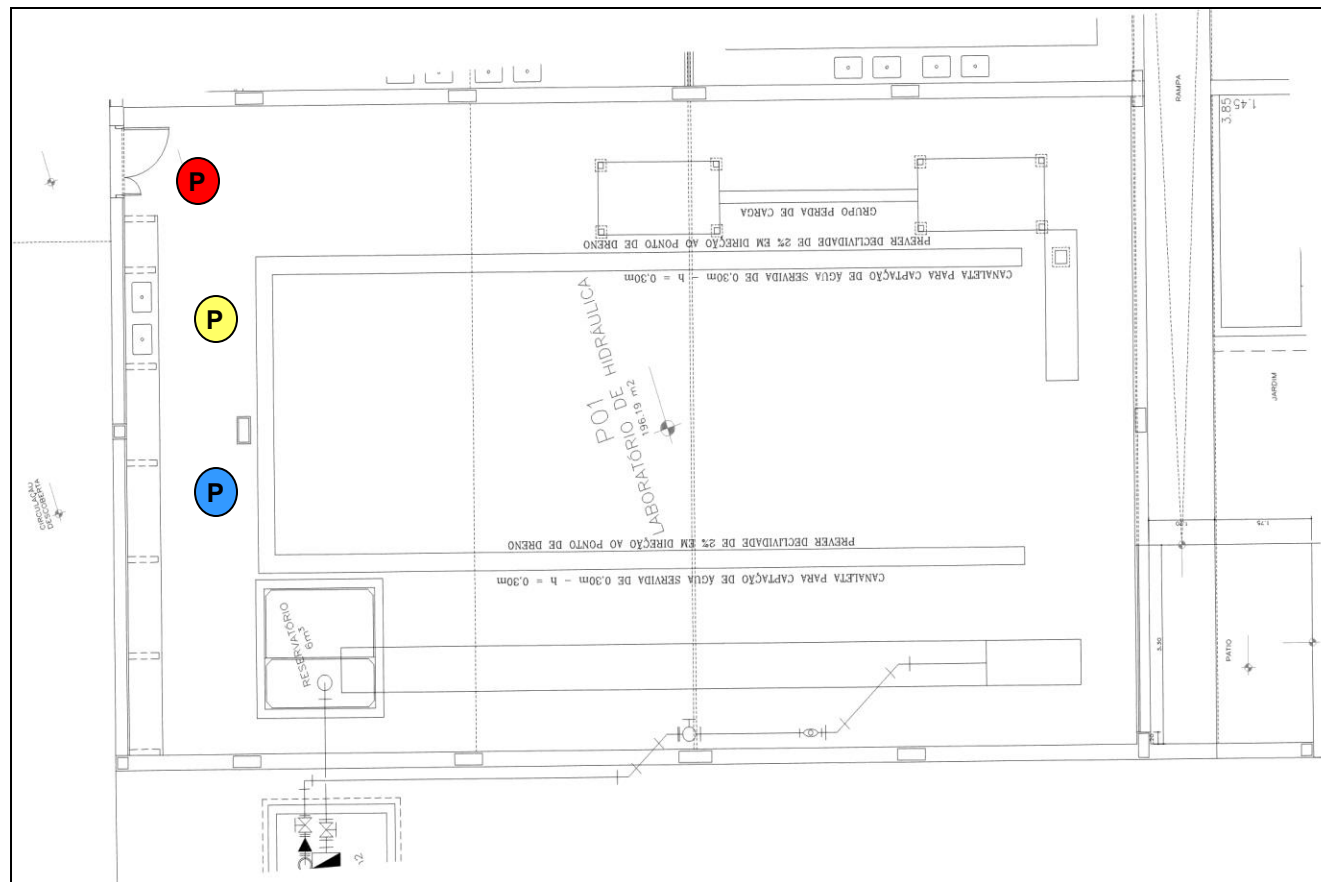 RAMPA
3.85
1.45
P
GRUPO PERDA DE CARGA
PREVER DECLIVIDADE DE 2% EM DIREÇÃO AO PONTO DE DRENO
CANALETA PARA CAPTAÇÃO DE ÁGUA SERVIDA DE 0.30m - h = 0.30m
P
P01
LABORATÓRIO DE HIDRÁULICA
196.19 m2
JARDIM
P
CIRCULAÇÃO
DESCOBERTA
1.75
PREVER DECLIVIDADE DE 2% EM DIREÇÃO AO PONTO DE DRENO
CANALETA PARA CAPTAÇÃO DE ÁGUA SERVIDA DE 0.30m - h = 0.30m
RESERVATÓRIO
6m3
3.30
PATIO